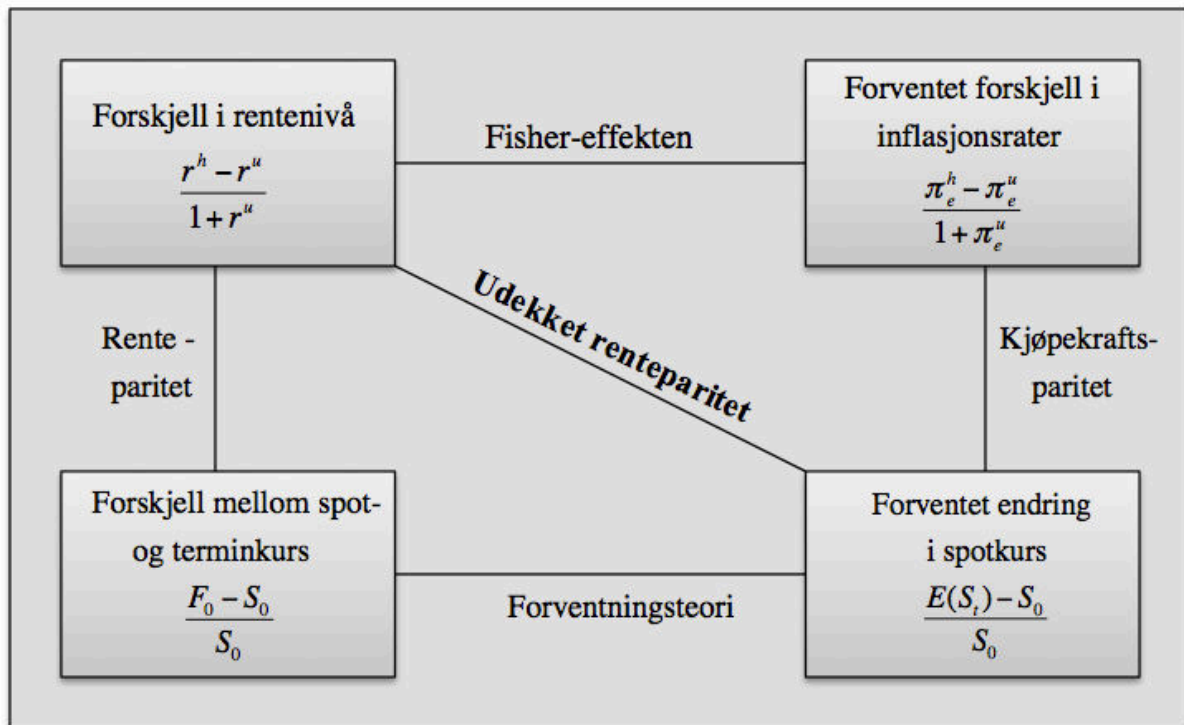 Forskjell i rentenivå
r^h – r^u
1 + r^u
Fisher-effekten
Forventet forskjell i
inflasjonsrater
π_e^h – π_e^u
1 + π_e^u
Rente -
paritet
Udekket renteparitet
Kjøpekrafts-
paritet
Forskjell mellom spot-
og terminkurs
F_0 – S_0
S_0
Forventningsteori
Forventet endring
i spotkurs
E(S_t) – S_0
S_0